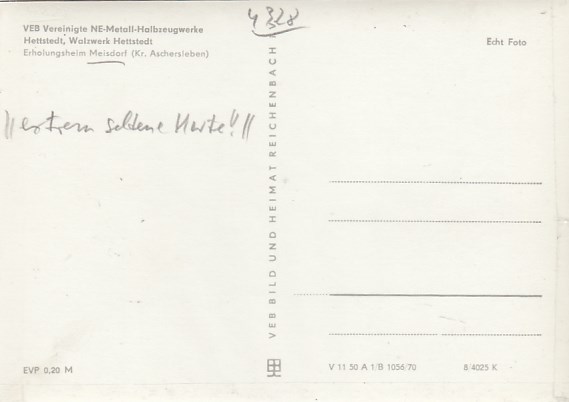 4328
VEB Vereinigte NE-Metall-Halbzeugwerke
Hettstedt, Walzwerk Hettstedt
Erholungsheim Meisdorf (Kr. Aschersleben)
Echt Foto
!! extrem seltene Karte!! !!
VEB BILD UND HEIMAT REICHENBACH
EVP 0,20 M
V 11 50 A 1/B 1056/70
8/4025 K